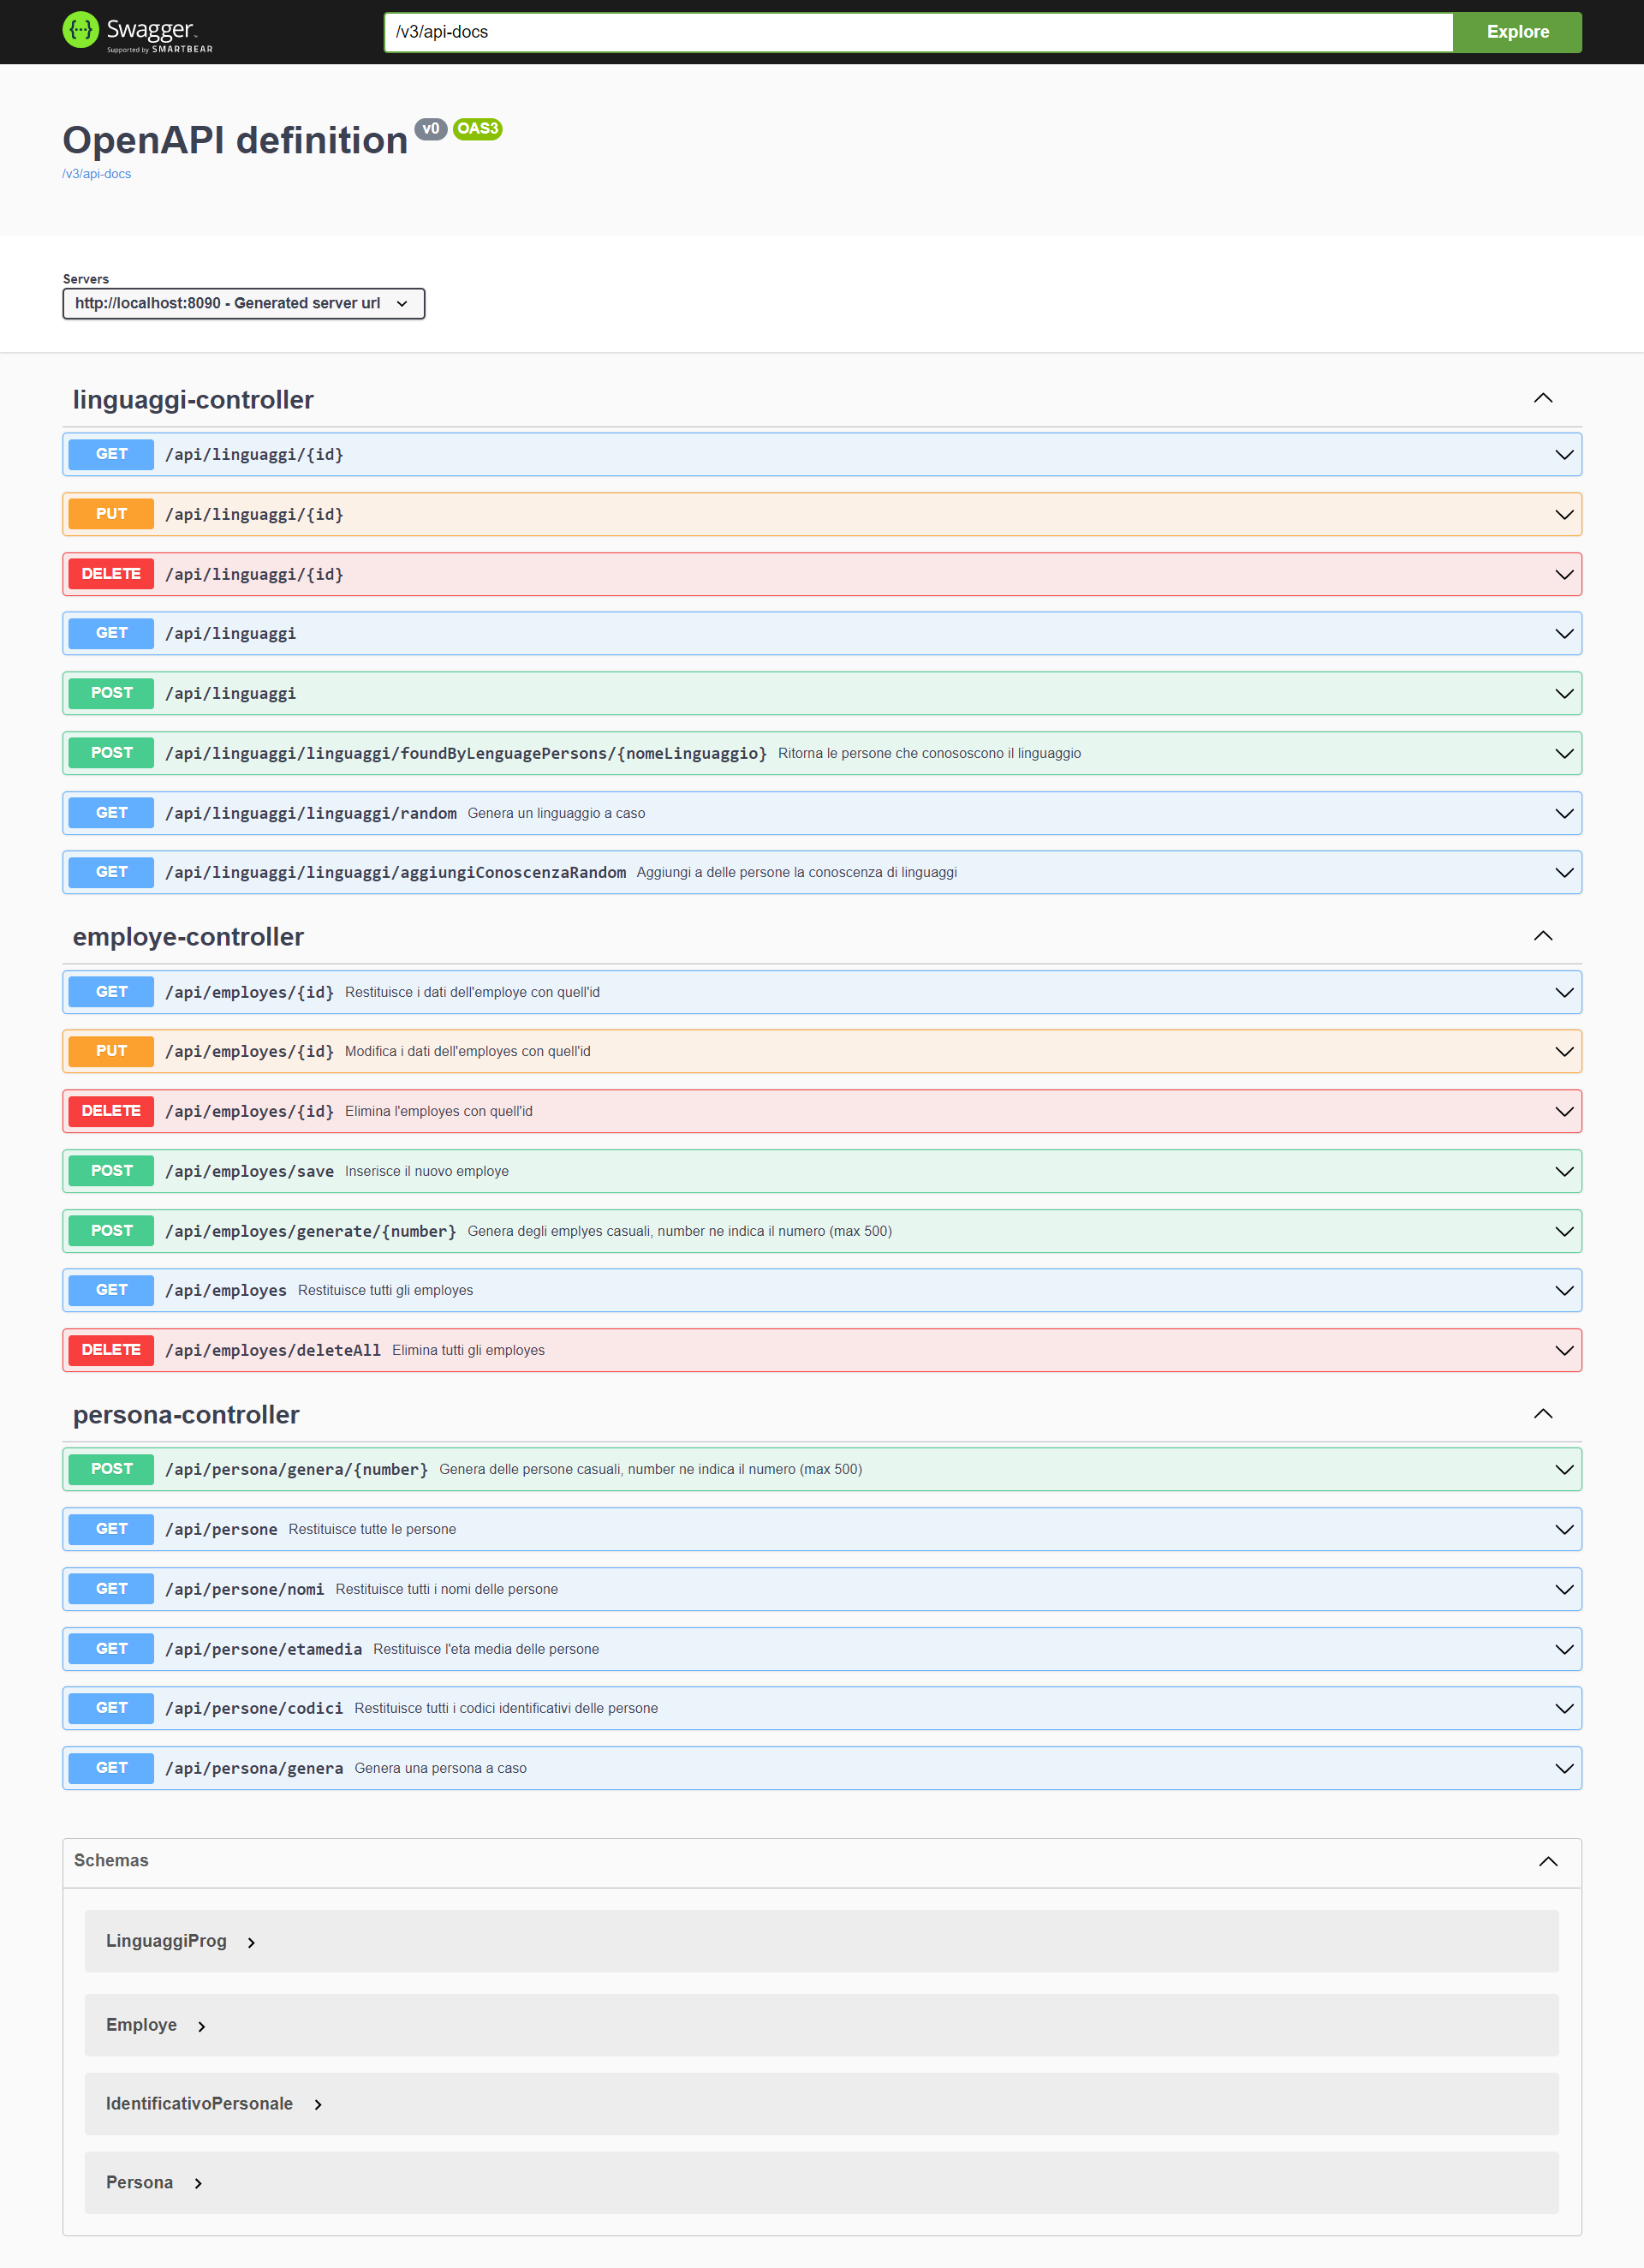 Swagger
Supported by SMARTBEAR
/v3/api-docs
Explore
OpenAPI definition v0 OAS3
/v3/api-docs
Servers
http://localhost:8090 - Generated server url
linguaggi-controller
GET /api/linguaggi/{id}
PUT /api/linguaggi/{id}
DELETE /api/linguaggi/{id}
GET /api/linguaggi
POST /api/linguaggi
POST /api/linguaggi/linguaggi/foundByLenguagePersons/{nomeLinguaggio} Ritorna le persone che conososcono il linguaggio
GET /api/linguaggi/linguaggi/random Genera un linguaggio a caso
GET /api/linguaggi/linguaggi/aggiungiConoscenzaRandom Aggiungi a delle persone la conoscenza di linguaggi
employe-controller
GET /api/employes/{id} Restituisce i dati dell'employe con quell'id
PUT /api/employes/{id} Modifica i dati dell'employes con quell'id
DELETE /api/employes/{id} Elimina l'employes con quell'id
POST /api/employes/save Inserisce il nuovo employe
POST /api/employes/generate/{number} Genera degli emplyes casuali, number ne indica il numero (max 500)
GET /api/employes Restituisce tutti gli employes
DELETE /api/employes/deleteAll Elimina tutti gli employes
persona-controller
POST /api/persona/genera/{number} Genera delle persone casuali, number ne indica il numero (max 500)
GET /api/persone Restituisce tutte le persone
GET /api/persone/nomi Restituisce tutti i nomi delle persone
GET /api/persone/etamedia Restituisce l'eta media delle persone
GET /api/persone/codici Restituisce tutti i codici identificativi delle persone
GET /api/persona/genera Genera una persona a caso
Schemas
LinguaggiProg
Employe
IdentificativoPersonale
Persona